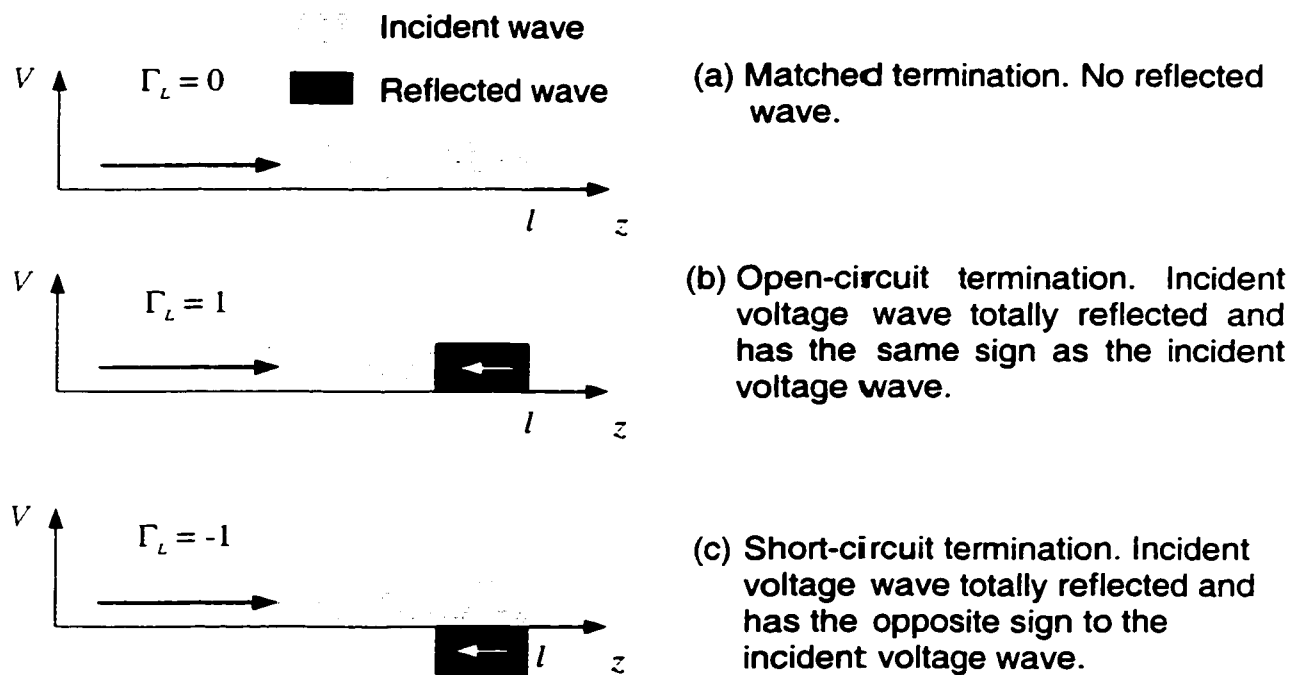 Incident wave
Reflected wave
V
Γ_L = 0
l
z
(a) Matched termination. No reflected
wave.
V
Γ_L = 1
l
z
(b) Open-circuit termination. Incident
voltage wave totally reflected and
has the same sign as the incident
voltage wave.
V
Γ_L = -1
l
z
(c) Short-circuit termination. Incident
voltage wave totally reflected and
has the opposite sign to the
incident voltage wave.